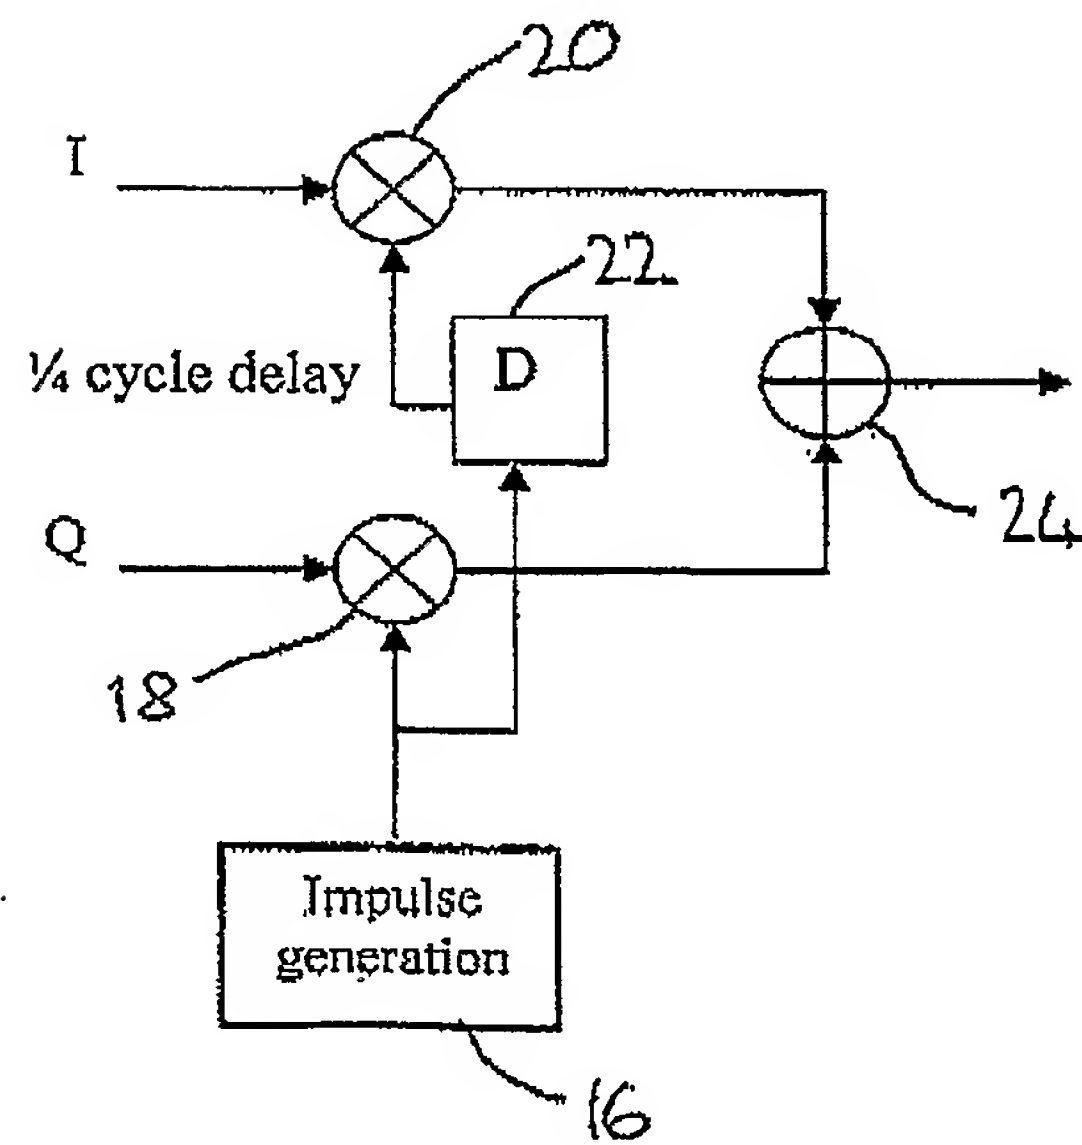 20
I
22
D
¼ cycle delay
24
Q
18
Impulse
generation
16